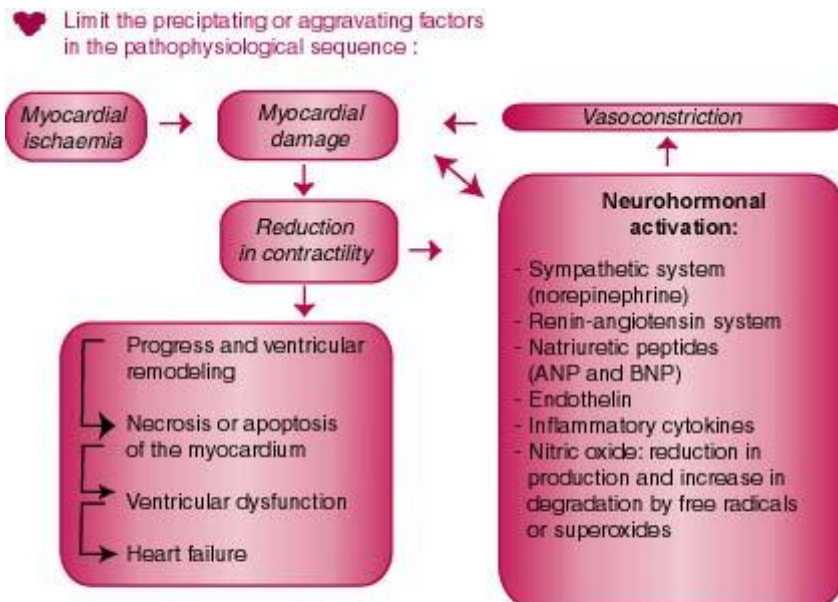 Limit the preciptating or aggravating factors
in the pathophysiological sequence :
Myocardial
ischaemia
Myocardial
damage
Vasoconstriction
Reduction
in contractility
Neurohormonal
activation:
- Sympathetic system
(norepinephrine)
- Renin-angiotensin system
- Natriuretic peptides
(ANP and BNP)
- Endothelin
- Inflammatory cytokines
- Nitric oxide: reduction in
production and increase in
degradation by free radicals
or superoxides
Progress and ventricular
remodeling
Necrosis or apoptosis
of the myocardium
Ventricular dysfunction
Heart failure